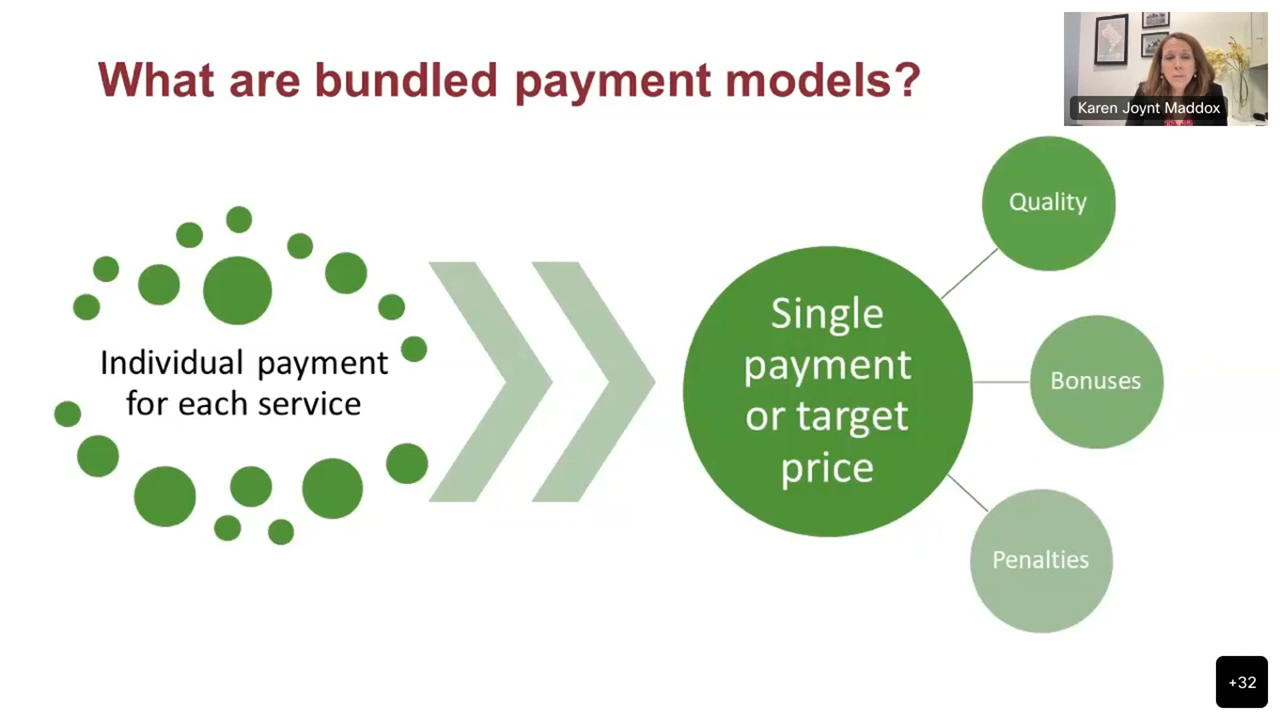 What are bundled payment models?
Karen Joynt Maddox
Individual payment
for each service
Single
payment
or target
price
Quality
Bonuses
Penalties
+32